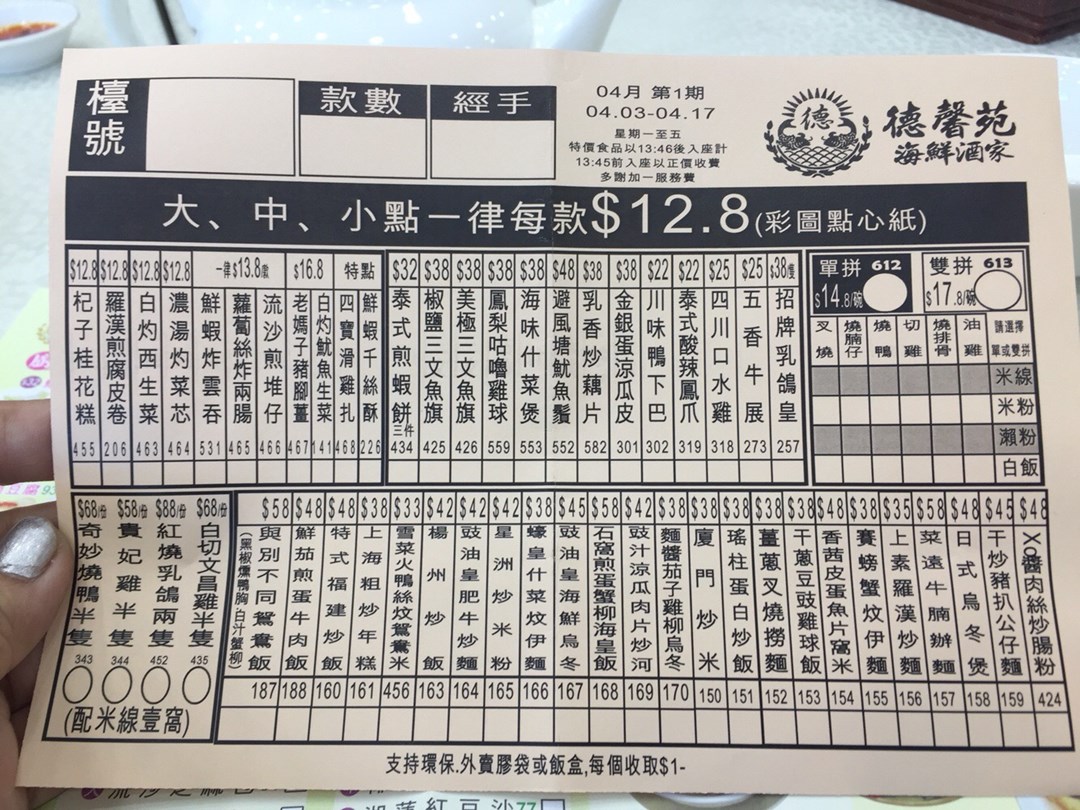 檯號
款數
經手
04月 第1期
04.03-04.17
星期一至五
特價食品以13:46後入座計
13:45前入座以正價收費
多謝加一服務費
德
德馨苑
海鮮酒家
大、中、小點一律每款$12.8(彩圖點心紙)
$12.8 杞子桂花糕 455
$12.8 羅漢煎腐皮卷 206
$12.8 白灼西生菜 463
$12.8 濃湯灼菜芯 464
一律$13.8/款
鮮蝦炸雲吞 531
蘿蔔絲炸兩腸 465
流沙煎堆仔 466
$16.8
老媽子豬腳薑 467
白灼魷魚生菜 141
特點
四寶滑雞扎 468
鮮蝦千絲酥 226
$32 泰式煎蝦餅三件 434
$38 椒鹽三文魚旗 425
$38 美極三文魚旗 426
$38 鳳梨咕嚕雞球 559
$38 海味什菜煲 553
$48 避風塘魷魚鬚 552
$38 乳香炒藕片 582
$38 金銀蛋涼瓜皮 301
$22 川味鴨下巴 302
$22 泰式酸辣鳳爪 319
$25 四川口水雞 318
$25 五香牛展 273
$38/隻 招牌乳鴿皇 257
單拼 612
$14.8/碗
雙拼 613
$17.8/碗
叉燒
燒腩仔
燒鴨
切雞
燒排骨
油雞
請選擇
單或雙拼
米線
米粉
瀨粉
白飯
$68/份 奇妙燒鴨半隻 343
$58/份 貴妃雞半隻 344
$88/份 紅燒乳鴿兩隻 452
$68/份 白切文昌雞半隻 435
(配米線壹窩)
$58 與別不同鴛鴦飯 (黑椒燻鴨胸 白汁蟹柳) 187
$48 鮮茄煎蛋牛肉飯 188
$48 特式福建炒飯 160
$38 上海粗炒年糕 161
$33 雪菜火鴨絲炆鴛鴦米 456
$42 楊州炒飯 163
$42 豉油皇肥牛炒麵 164
$42 星洲炒米粉 165
$38 蠔皇什菜炆伊麵 166
$45 豉油皇海鮮烏冬 167
$58 石窩煎蛋蟹柳海皇飯 168
$42 豉汁涼瓜肉片炒河 169
$38 麵醬茄子雞柳烏冬 170
$38 廈門炒米 150
$38 瑤柱蛋白炒飯 151
$38 薑蔥叉燒撈麵 152
$38 干蔥豆豉雞球飯 153
$48 香茜皮蛋魚片窩米 154
$38 賽螃蟹炆伊麵 155
$35 上素羅漢炒麵 156
$58 菜遠牛腩辦麵 157
$48 日式烏冬煲 158
$45 干炒豬扒公仔麵 159
$48 XO醬肉絲炒腸粉 424
支持環保.外賣膠袋或飯盒,每個收取$1-